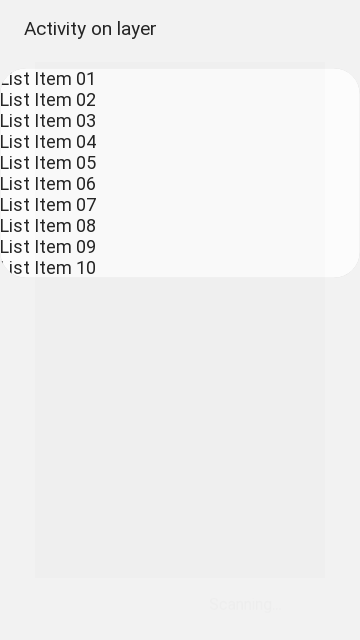 Activity on layer
List Item 01
List Item 02
List Item 03
List Item 04
List Item 05
List Item 06
List Item 07
List Item 08
List Item 09
List Item 10
Scanning...